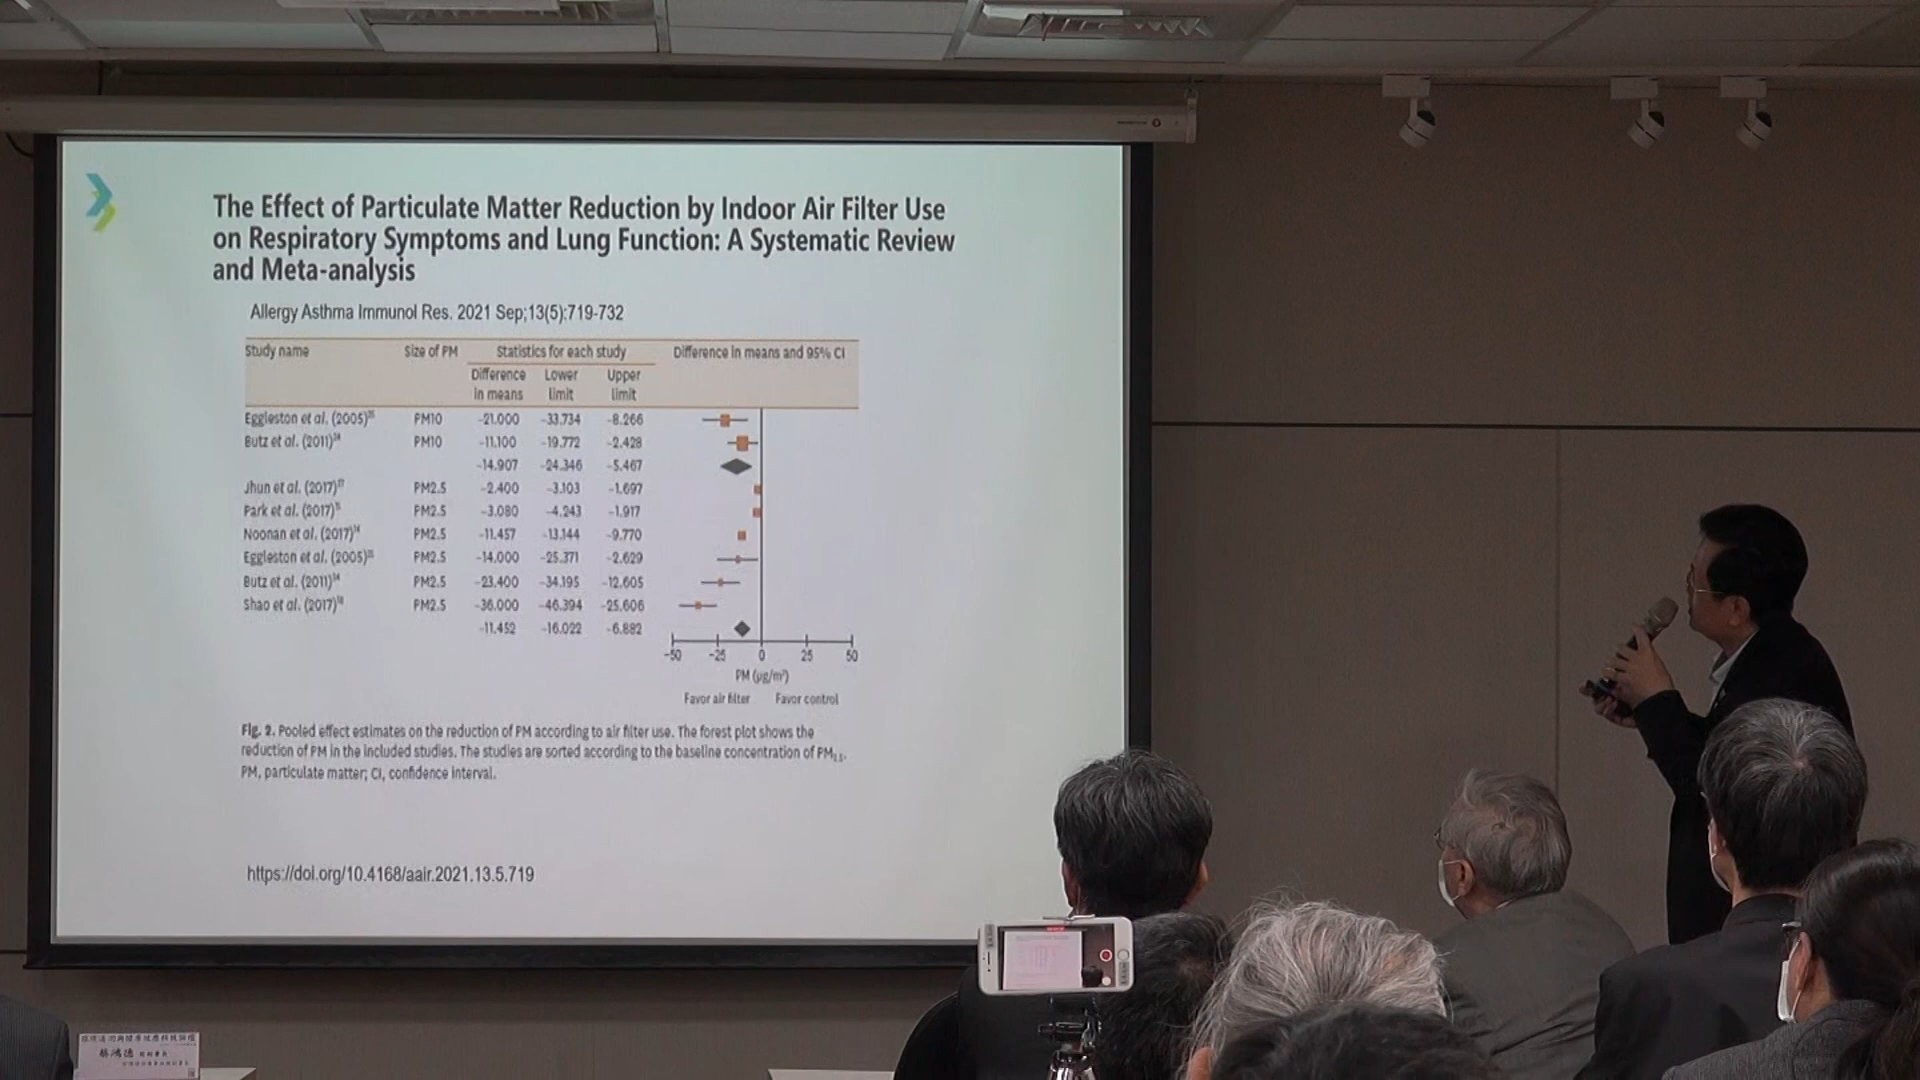 The Effect of Particulate Matter Reduction by Indoor Air Filter Use
on Respiratory Symptoms and Lung Function: A Systematic Review
and Meta-analysis
Allergy Asthma Immunol Res. 2021 Sep;13(5):719-732
Study name Size of PM Statistics for each study Difference in means and 95% CI
Difference Lower Upper
in means limit limit
Eggleston et al. (2005) PM10 -21.000 -33.734 -8.266
Butz et al. (2011) PM10 -11.100 -19.772 -2.428
-14.907 -24.346 -5.467
Jhun et al. (2017) PM2.5 -2.400 -3.103 -1.697
Park et al. (2017) PM2.5 -3.080 -4.243 -1.917
Noonan et al. (2017) PM2.5 -11.457 -13.144 -9.770
Eggleston et al. (2005) PM2.5 -14.000 -25.371 -2.629
Butz et al. (2011) PM2.5 -23.400 -34.195 -12.605
Shao et al. (2017) PM2.5 -36.000 -46.394 -25.606
-11.452 -16.022 -6.882
-50 -25 0 25 50
PM (μg/m³)
Favor air filter Favor control
Fig. 2. Pooled effect estimates on the reduction of PM according to air filter use. The forest plot shows the
reduction of PM in the included studies. The studies are sorted according to the baseline concentration of PM2.5.
PM, particulate matter; CI, confidence interval.
https://doi.org/10.4168/aair.2021.13.5.719
蔡鴻德